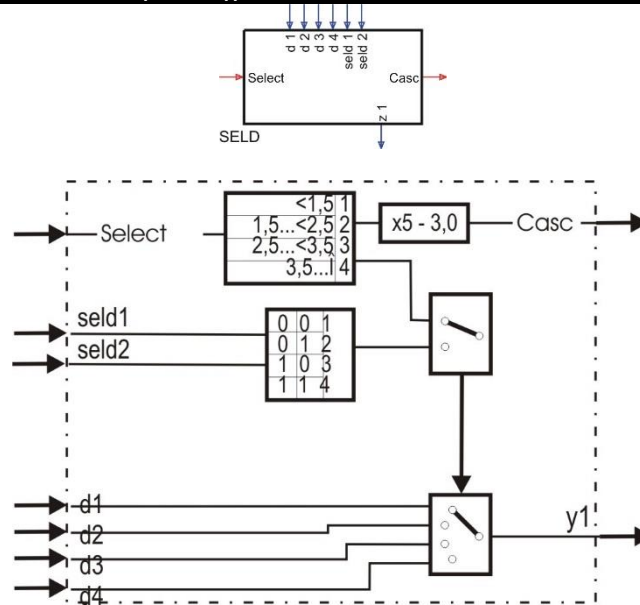 d 1 d 2 d 3 d 4 seld 1 seld 2
Select Casc
z 1
SELD
<1,5 1
1,5...<2,5 2
2,5...<3,5 3
3,5...Î 4
x5 - 3,0
Select
Casc
seld1
seld2
0 0 1
0 1 2
1 0 3
1 1 4
d1
d2
d3
d4
y1